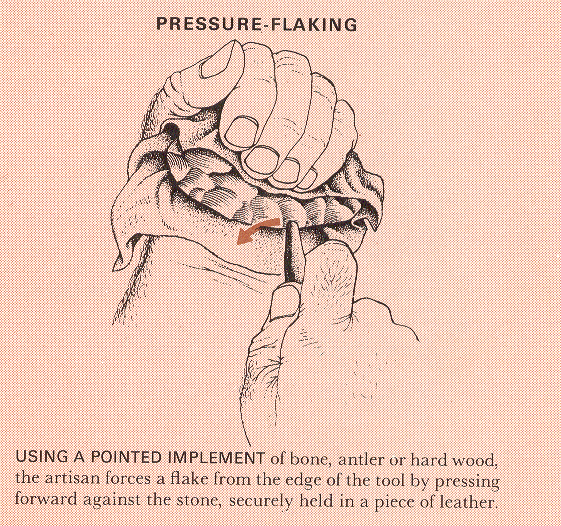 PRESSURE-FLAKING
USING A POINTED IMPLEMENT of bone, antler or hard wood,
the artisan forces a flake from the edge of the tool by pressing
forward against the stone, securely held in a piece of leather.